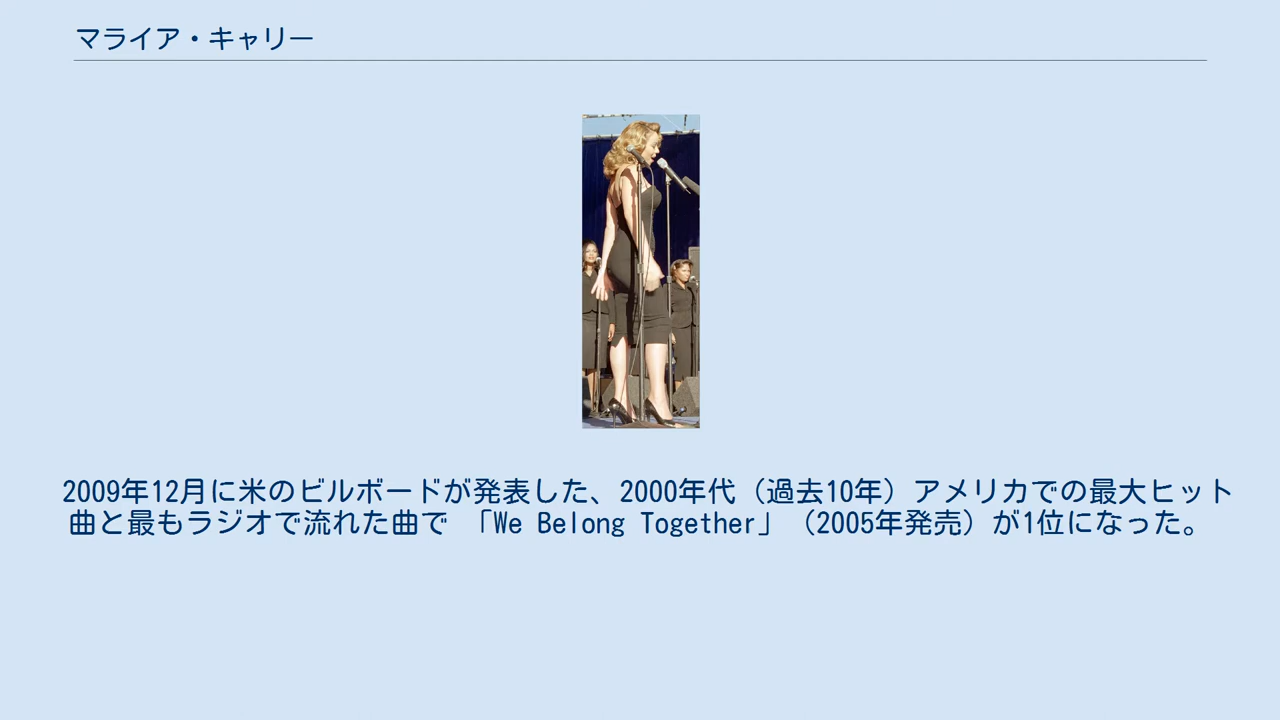 マライア・キャリー
2009年12月に米のビルボードが発表した、2000年代（過去10年）アメリカでの最大ヒット
曲と最もラジオで流れた曲で 「We Belong Together」（2005年発売）が1位になった。